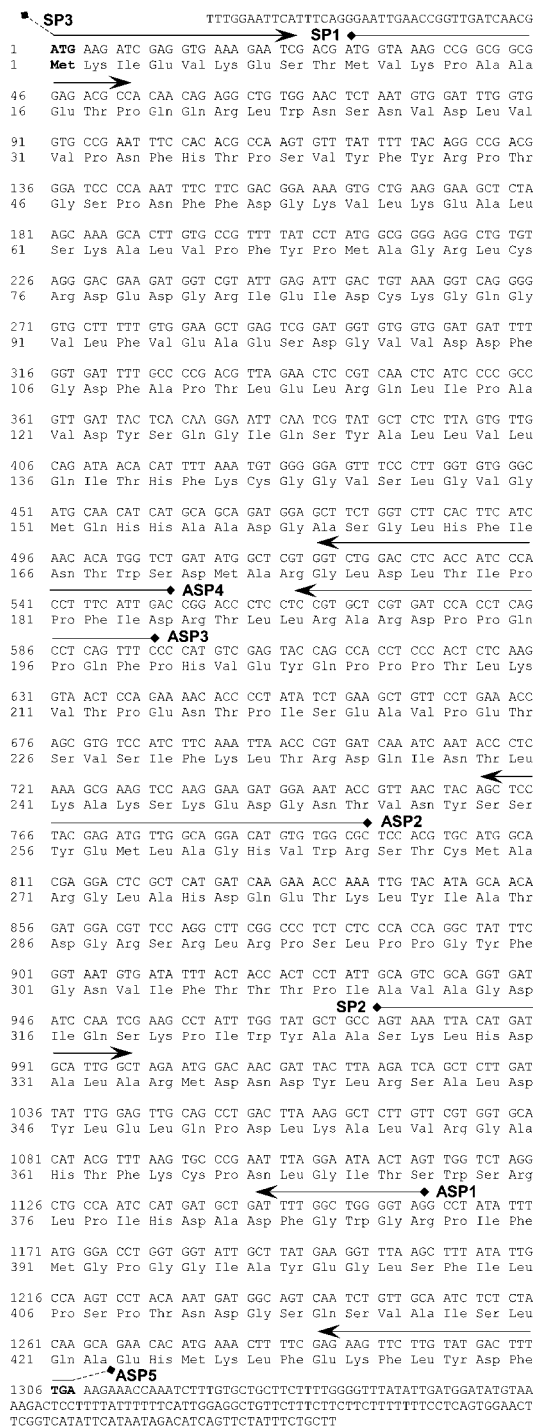 SP3 TTTGGAATTCATTTCAGGGAATTGAACCGGTTGATCAACG
SP1
1 ATG AAG ATC GAG GTG AAA GAA TCG ACG ATG GTA AAG CCG GCG GCG
1 Met Lys Ile Glu Val Lys Glu Ser Thr Met Val Lys Pro Ala Ala
46 GAG ACG CCA CAA CAG AGG CTG TGG AAC TCT AAT GTG GAT TTG GTG
16 Glu Thr Pro Gln Gln Arg Leu Trp Asn Ser Asn Val Asp Leu Val
91 GTG CCG AAT TTC CAC ACG CCA AGT GTT TAT TTT TAC AGG CCG ACG
31 Val Pro Asn Phe His Thr Pro Ser Val Tyr Phe Tyr Arg Pro Thr
136 GGA TCC CCA AAT TTC TTC GAC GGA AAA GTG CTG AAG GAA GCT CTA
46 Gly Ser Pro Asn Phe Phe Asp Gly Lys Val Leu Lys Glu Ala Leu
181 AGC AAA GCA CTT GTG CCG TTT TAT CCT ATG GCG GGG AGG CTG TGT
61 Ser Lys Ala Leu Val Pro Phe Tyr Pro Met Ala Gly Arg Leu Cys
226 AGG GAC GAA GAT GGT CGT ATT GAG ATT GAC TGT AAA GGT CAG GGG
76 Arg Asp Glu Asp Gly Arg Ile Glu Ile Asp Cys Lys Gly Gln Gly
271 GTG CTT TTT GTG GAA GCT GAG TCG GAT GGT GTG GTG GAT GAT TTT
91 Val Leu Phe Val Glu Ala Glu Ser Asp Gly Val Val Asp Asp Phe
316 GGT GAT TTT GCC CCG ACG TTA GAA CTC CGT CAA CTC ATC CCC GCC
106 Gly Asp Phe Ala Pro Thr Leu Glu Leu Arg Gln Leu Ile Pro Ala
361 GTT GAT TAC TCA CAA GGA ATT CAA TCG TAT GCT CTC TTA GTG TTG
121 Val Asp Tyr Ser Gln Gly Ile Gln Ser Tyr Ala Leu Leu Val Leu
406 CAG ATA ACA CAT TTT AAA TGT GGG GGA GTT TCC CTT GGT GTG GGC
136 Gln Ile Thr His Phe Lys Cys Gly Gly Val Ser Leu Gly Val Gly
451 ATG CAA CAT CAT GCA GCA GAT GGA GCT TCT GGT CTT CAC TTC ATC
151 Met Gln His His Ala Ala Asp Gly Ala Ser Gly Leu His Phe Ile
496 AAC ACA TGG TCT GAT ATG GCT CGT GGT CTG GAC CTC ACC ATC CCA
166 Asn Thr Trp Ser Asp Met Ala Arg Gly Leu Asp Leu Thr Ile Pro
ASP4
541 CCT TTC ATT GAC CGG ACC CTC CTC CGT GCT CGT GAT CCA CCT CAG
181 Pro Phe Ile Asp Arg Thr Leu Leu Arg Ala Arg Asp Pro Pro Gln
ASP3
586 CCT CAG TTT CCC CAT GTC GAG TAC CAG CCA CCT CCC ACT CTC AAG
196 Pro Gln Phe Pro His Val Glu Tyr Gln Pro Pro Pro Thr Leu Lys
631 GTA ACT CCA GAA AAC ACC CCT ATA TCT GAA GCT GTT CCT GAA ACC
211 Val Thr Pro Glu Asn Thr Pro Ile Ser Glu Ala Val Pro Glu Thr
676 AGC GTG TCC ATC TTC AAA TTA ACC CGT GAT CAA ATC AAT ACC CTC
226 Ser Val Ser Ile Phe Lys Leu Thr Arg Asp Gln Ile Asn Thr Leu
721 AAA GCG AAG TCC AAG GAA GAT GGA AAT ACC GTT AAC TAC AGC TCC
241 Lys Ala Lys Ser Lys Glu Asp Gly Asn Thr Val Asn Tyr Ser Ser
ASP2
766 TAC GAG ATG TTG GCA GGA CAT GTG TGG CGC TCC ACG TGC ATG GCA
256 Tyr Glu Met Leu Ala Gly His Val Trp Arg Ser Thr Cys Met Ala
811 CGA GGA CTC GCT CAT GAT CAA GAA ACC AAA TTG TAC ATA GCA ACA
271 Arg Gly Leu Ala His Asp Gln Glu Thr Lys Leu Tyr Ile Ala Thr
856 GAT GGA CGT TCC AGG CTT CGG CCC TCT CTC CCA CCA GGC TAT TTC
286 Asp Gly Arg Ser Arg Leu Arg Pro Ser Leu Pro Pro Gly Tyr Phe
901 GGT AAT GTG ATA TTT ACT ACC ACT CCT ATT GCA GTC GCA GGT GAT
301 Gly Asn Val Ile Phe Thr Thr Thr Pro Ile Ala Val Ala Gly Asp
946 ATC CAA TCG AAG CCT ATT TGG TAT GCT GCC AGT AAA TTA CAT GAT
316 Ile Gln Ser Lys Pro Ile Trp Tyr Ala Ala Ser Lys Leu His Asp
SP2
991 GCA TTG GCT AGA ATG GAC AAC GAT TAC TTA AGA TCA GCT CTT GAT
331 Ala Leu Ala Arg Met Asp Asn Asp Tyr Leu Arg Ser Ala Leu Asp
1036 TAT TTG GAG TTG CAG CCT GAC TTA AAG GCT CTT GTT CGT GGT GCA
346 Tyr Leu Glu Leu Gln Pro Asp Leu Lys Ala Leu Val Arg Gly Ala
1081 CAT ACG TTT AAG TGC CCG AAT TTA GGA ATA ACT AGT TGG TCT AGG
361 His Thr Phe Lys Cys Pro Asn Leu Gly Ile Thr Ser Trp Ser Arg
ASP1
1126 CTG CCA ATC CAT GAT GCT GAT TTT GGC TGG GGT AGG CCT ATA TTT
376 Leu Pro Ile His Asp Ala Asp Phe Gly Trp Gly Arg Pro Ile Phe
1171 ATG GGA CCT GGT GGT ATT GCT TAT GAA GGT TTA AGC TTT ATA TTG
391 Met Gly Pro Gly Gly Ile Ala Tyr Glu Gly Leu Ser Phe Ile Leu
1216 CCA AGT CCT ACA AAT GAT GGC AGT CAA TCT GTT GCA ATC TCT CTA
406 Pro Ser Pro Thr Asn Asp Gly Ser Gln Ser Val Ala Ile Ser Leu
1261 CAA GCA GAA CAC ATG AAA CTT TTC GAG AAG TTC TTG TAT GAC TTT
421 Gln Ala Glu His Met Lys Leu Phe Glu Lys Phe Leu Tyr Asp Phe
ASP5
1306 TGA AAGAAACCAAATCTTTGTGCTGCTTCTTTTGGGGTTTATATTGATGGATATGTAA
AAGACTCCTTTTATTTTTTCATTGGAGGCTGTTCTTTCTTCTCTTCTTTTTTTCTTAAGTGGAAC
TCGGTCATATTCATAATAGACATCAGTTCTATTTCTGCTT